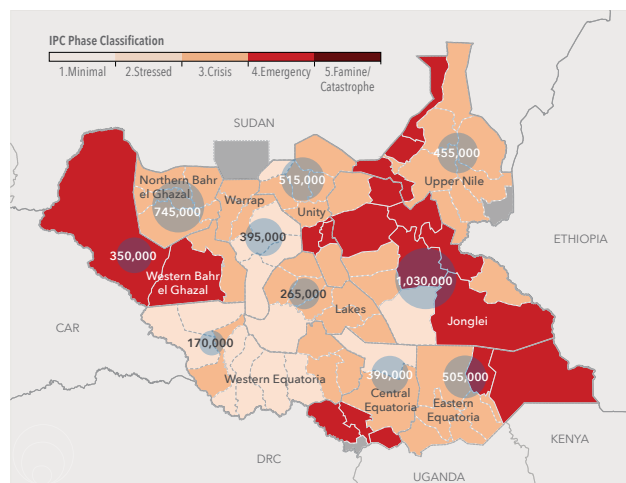 IPC Phase Classification
1.Minimal
2.Stressed
3.Crisis
4.Emergency
5.Famine/
Catastrophe
SUDAN
455,000
Upper Nile
515,000
Unity
Northern Bahr
el Ghazal
745,000
Warrap
395,000
ETHIOPIA
350,000
Western Bahr
el Ghazal
265,000
Lakes
1,030,000
Jonglei
CAR
170,000
Western Equatoria
390,000
Central
Equatoria
505,000
Eastern
Equatoria
KENYA
DRC
UGANDA